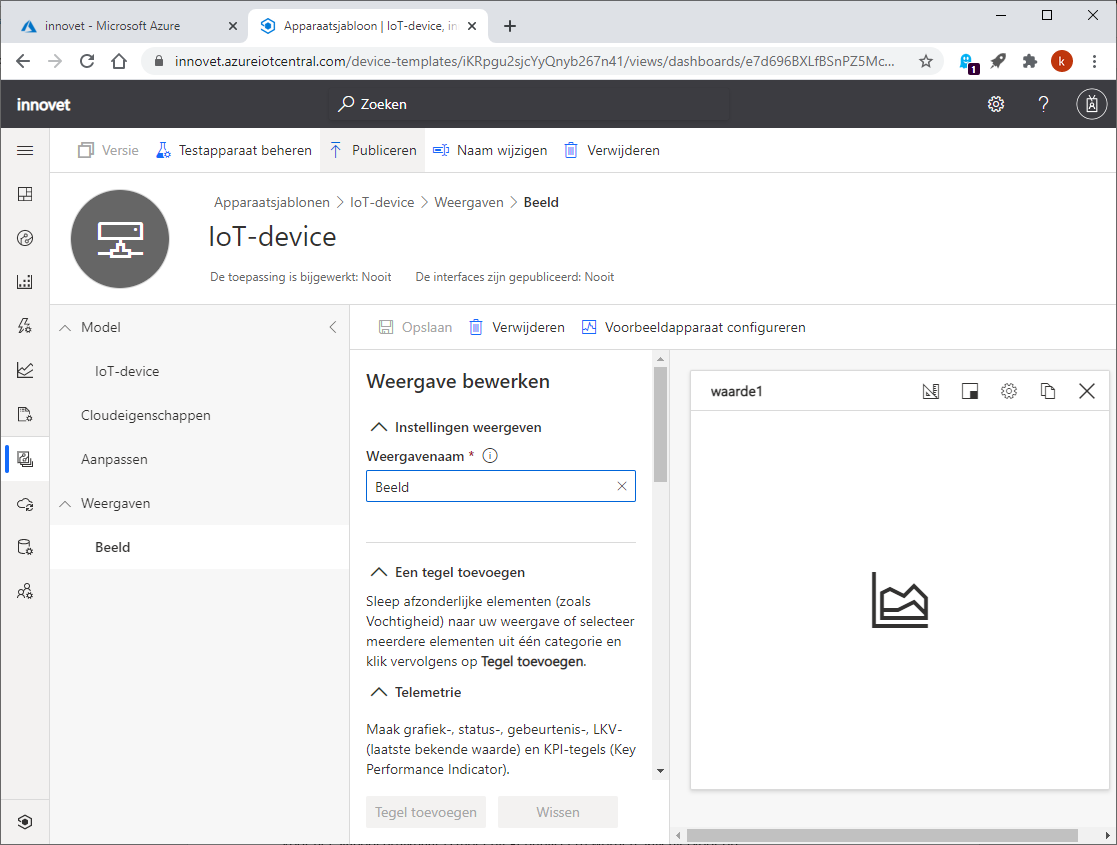 innovet - Microsoft Azure
Apparaatsjabloon | IoT-device, in
innovet.azureiotcentral.com/device-templates/iKRpgu2sjcYyQnyb267n41/views/dashboards/e7d696BXLfBSnPZ5Mc...
1
k
innovet
Zoeken
?
Versie
Testapparaat beheren
Publiceren
Naam wijzigen
Verwijderen
Apparaatsjablonen > IoT-device > Weergaven > Beeld
IoT-device
De toepassing is bijgewerkt: Nooit
De interfaces zijn gepubliceerd: Nooit
Model
IoT-device
Cloudeigenschappen
Aanpassen
Weergaven
Beeld
Opslaan
Verwijderen
Voorbeeldapparaat configureren
Weergave bewerken
Instellingen weergeven
Weergavenaam *
Beeld
Een tegel toevoegen
Sleep afzonderlijke elementen (zoals
Vochtigheid) naar uw weergave of selecteer
meerdere elementen uit één categorie en
klik vervolgens op Tegel toevoegen.
Telemetrie
Maak grafiek-, status-, gebeurtenis-, LKV-
(laatste bekende waarde) en KPI-tegels (Key
Performance Indicator).
Tegel toevoegen
Wissen
waarde1